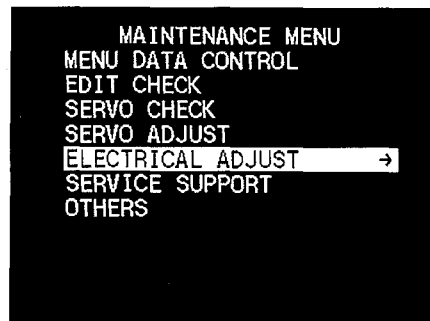 MAINTENANCE MENU
MENU DATA CONTROL
EDIT CHECK
SERVO CHECK
SERVO ADJUST
ELECTRICAL ADJUST →
SERVICE SUPPORT
OTHERS